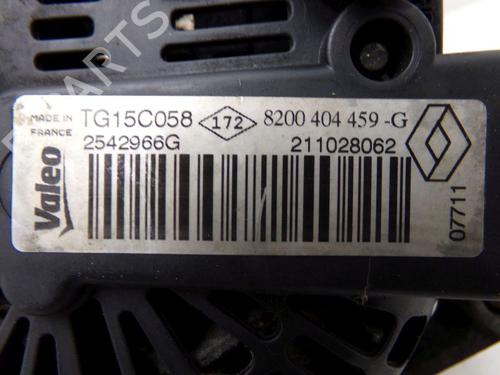 MADE IN
FRANCE
TG15C058
172
8200 404 459 -G
2542966G
211028062
Valeo
07711